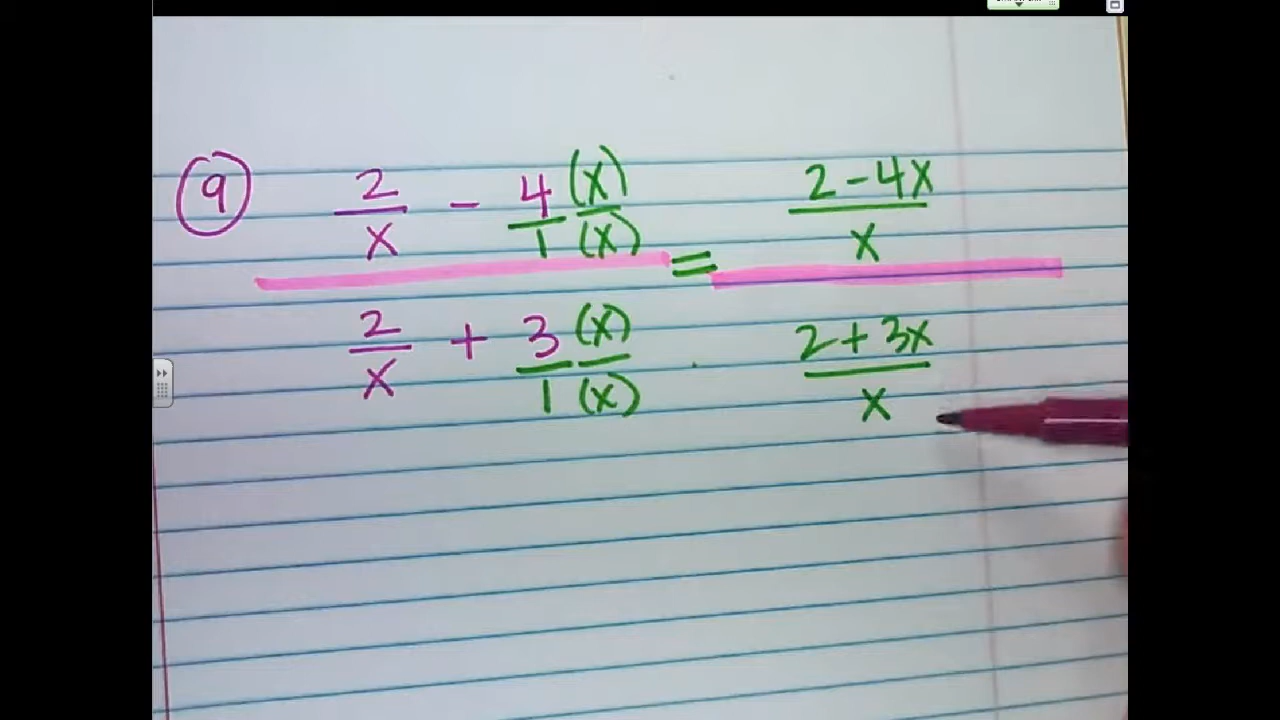 9
2/x - 4/1 (x)/(x) = (2-4x)/x
2/x + 3/1 (x)/(x) (2+3x)/x